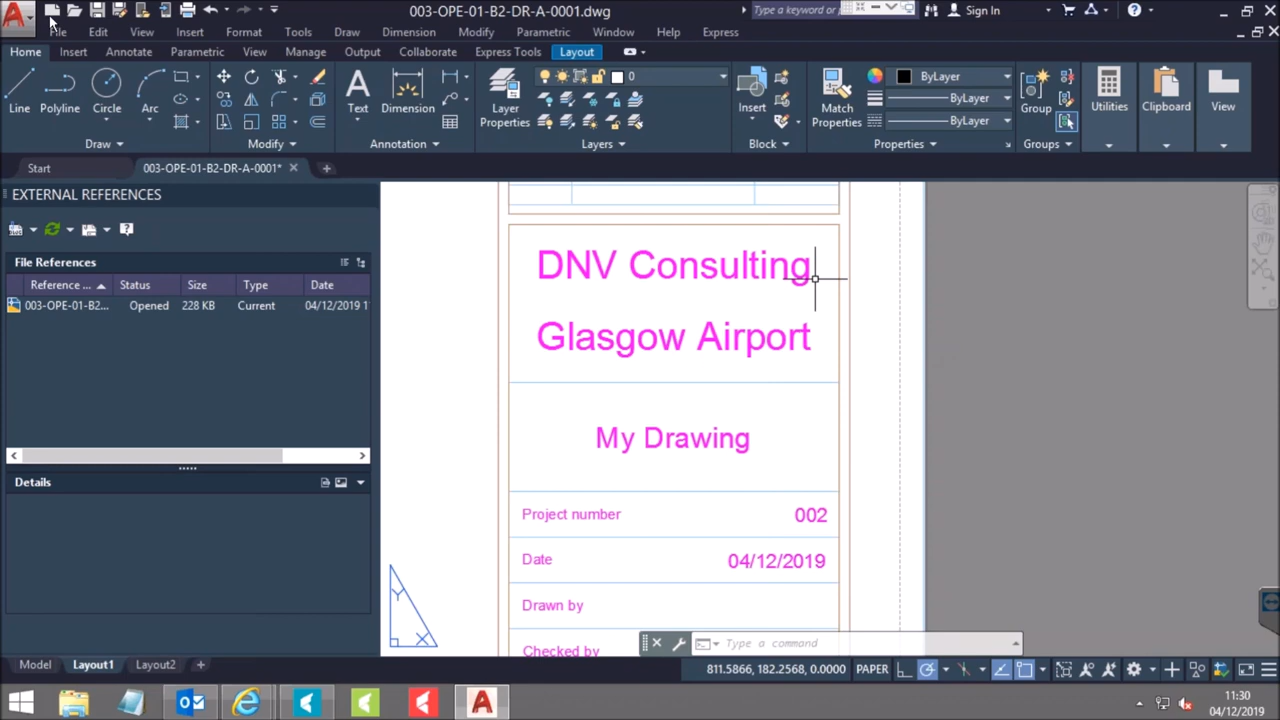 003-OPE-01-B2-DR-A-0001.dwg
Type a keyword or
Sign In
File Edit View Insert Format Tools Draw Dimension Modify Parametric Window Help Express
Home Insert Annotate Parametric View Manage Output Collaborate Express Tools Layout
Line
Polyline
Circle
Arc
Text
Dimension
Layer
Properties
0
Insert
Match
Properties
ByLayer
ByLayer
ByLayer
Group
Utilities
Clipboard
View
Draw
Modify
Annotation
Layers
Block
Properties
Groups
Start
003-OPE-01-B2-DR-A-0001*
EXTERNAL REFERENCES
File References
Reference ... Status Size Type Date
003-OPE-01-B2... Opened 228 KB Current 04/12/2019 1
Details
DNV Consulting
Glasgow Airport
My Drawing
Project number 002
Date 04/12/2019
Drawn by
Checked by
Y
X
Type a command
Model Layout1 Layout2
811.5866, 182.2568, 0.0000 PAPER
11:30
04/12/2019